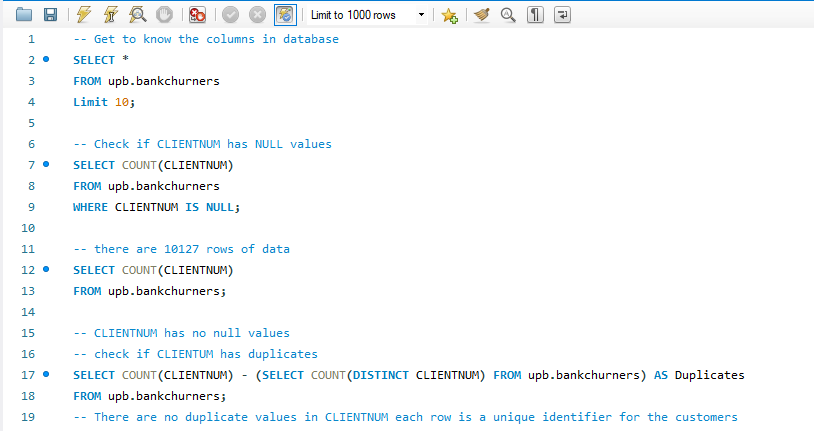 Limit to 1000 rows
1 -- Get to know the columns in database
2 SELECT *
3 FROM upb.bankchurners
4 Limit 10;
5
6 -- Check if CLIENTNUM has NULL values
7 SELECT COUNT(CLIENTNUM)
8 FROM upb.bankchurners
9 WHERE CLIENTNUM IS NULL;
10
11 -- there are 10127 rows of data
12 SELECT COUNT(CLIENTNUM)
13 FROM upb.bankchurners;
14
15 -- CLIENTNUM has no null values
16 -- check if CLIENTUM has duplicates
17 SELECT COUNT(CLIENTNUM) - (SELECT COUNT(DISTINCT CLIENTNUM) FROM upb.bankchurners) AS Duplicates
18 FROM upb.bankchurners;
19 -- There are no duplicate values in CLIENTNUM each row is a unique identifier for the customers